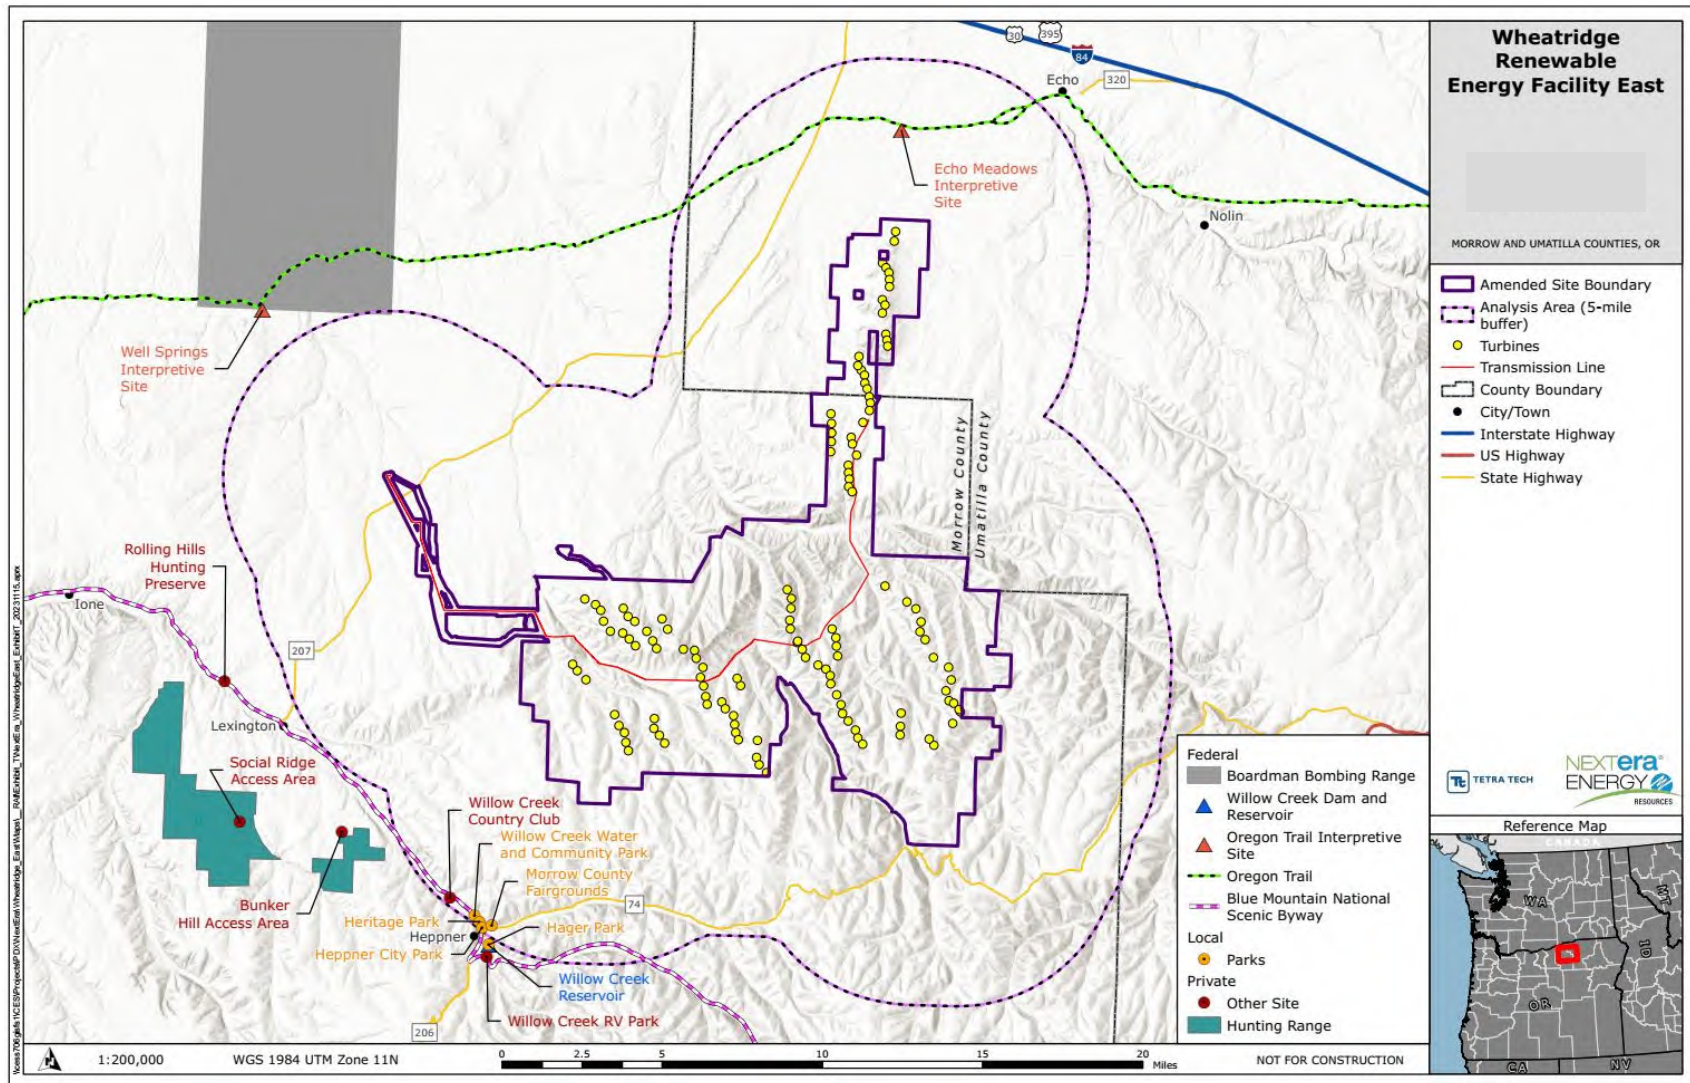 Wheatridge
Renewable
Energy Facility East
MORROW AND UMATILLA COUNTIES, OR
Amended Site Boundary
Analysis Area (5-mile
buffer)
Turbines
Transmission Line
County Boundary
City/Town
Interstate Highway
US Highway
State Highway
TETRA TECH
NEXTera
ENERGY
RESOURCES
Reference Map
CANADA
WA
MT
ID
OR
CA
NV
30
395
84
Echo
320
Echo Meadows
Interpretive
Site
Nolin
Well Springs
Interpretive
Site
Morrow County
Umatilla County
Rolling Hills
Hunting
Preserve
Ione
207
Lexington
Social Ridge
Access Area
Bunker
Hill Access Area
Willow Creek
Country Club
Willow Creek Water
and Community Park
Morrow County
Fairgrounds
74
Heritage Park
Hager Park
Heppner
Heppner City Park
Willow Creek
Reservoir
Willow Creek RV Park
206
Federal
Boardman Bombing Range
Willow Creek Dam and
Reservoir
Oregon Trail Interpretive
Site
Oregon Trail
Blue Mountain National
Scenic Byway
Local
Parks
Private
Other Site
Hunting Range
1:200,000
WGS 1984 UTM Zone 11N
0 2.5 5 10 15 20
Miles
NOT FOR CONSTRUCTION